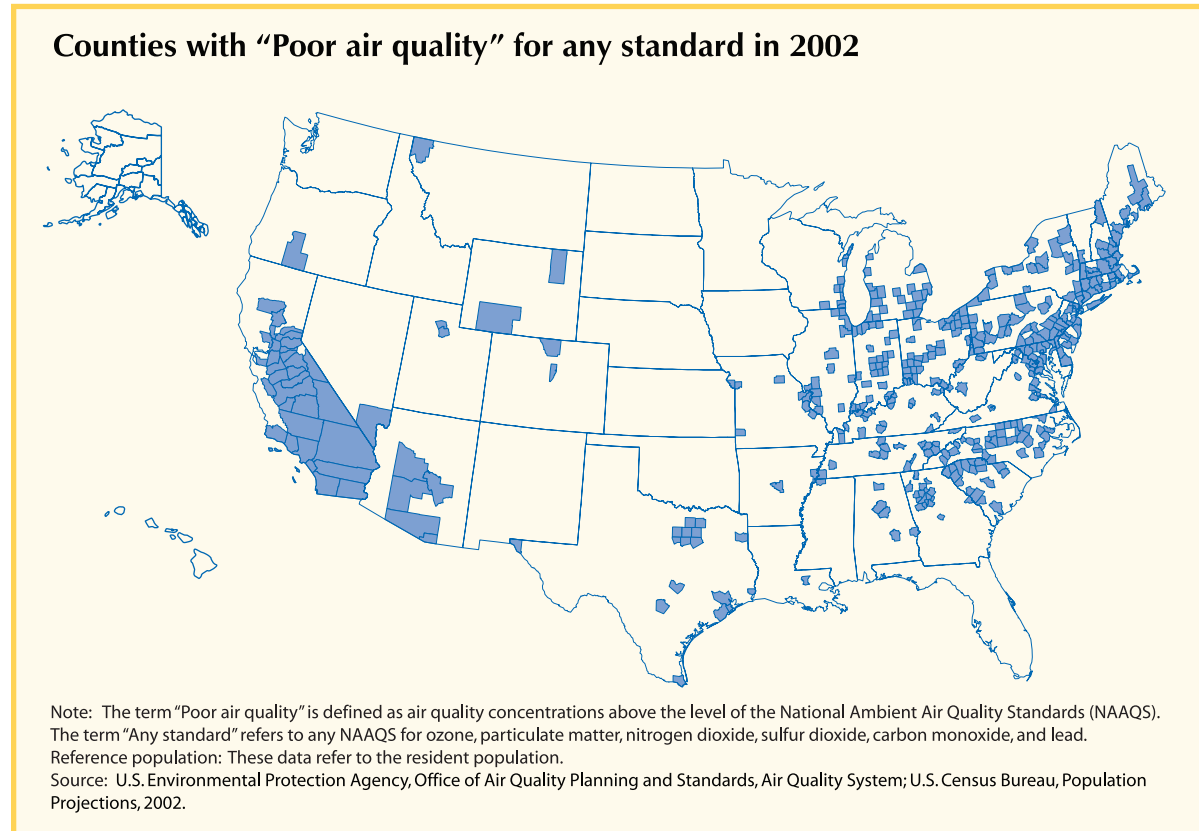 Counties with “Poor air quality” for any standard in 2002
Note: The term “Poor air quality” is defined as air quality concentrations above the level of the National Ambient Air Quality Standards (NAAQS).
The term “Any standard” refers to any NAAQS for ozone, particulate matter, nitrogen dioxide, sulfur dioxide, carbon monoxide, and lead.
Reference population: These data refer to the resident population.
Source: U.S. Environmental Protection Agency, Office of Air Quality Planning and Standards, Air Quality System; U.S. Census Bureau, Population
Projections, 2002.